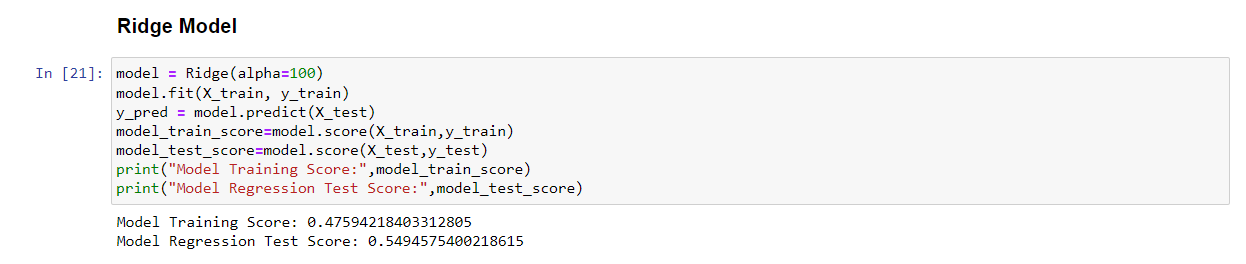 Ridge Model
In [21]: model = Ridge(alpha=100)
model.fit(X_train, y_train)
y_pred = model.predict(X_test)
model_train_score=model.score(X_train,y_train)
model_test_score=model.score(X_test,y_test)
print("Model Training Score:",model_train_score)
print("Model Regression Test Score:",model_test_score)
Model Training Score: 0.47594218403312805
Model Regression Test Score: 0.5494575400218615